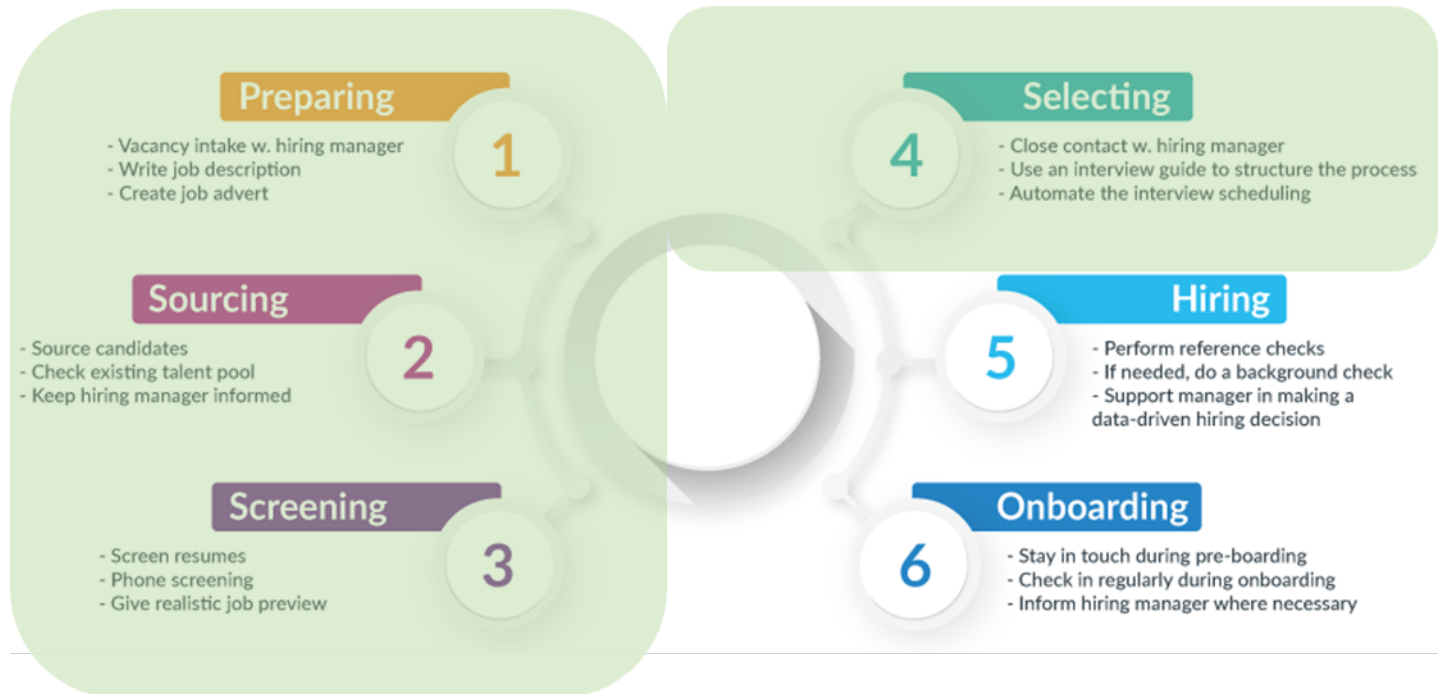 Preparing
1
- Vacancy intake w. hiring manager
- Write job description
- Create job advert
Sourcing
2
- Source candidates
- Check existing talent pool
- Keep hiring manager informed
Screening
3
- Screen resumes
- Phone screening
- Give realistic job preview
Selecting
4
- Close contact w. hiring manager
- Use an interview guide to structure the process
- Automate the interview scheduling
Hiring
5
- Perform reference checks
- If needed, do a background check
- Support manager in making a
data-driven hiring decision
Onboarding
6
- Stay in touch during pre-boarding
- Check in regularly during onboarding
- Inform hiring manager where necessary